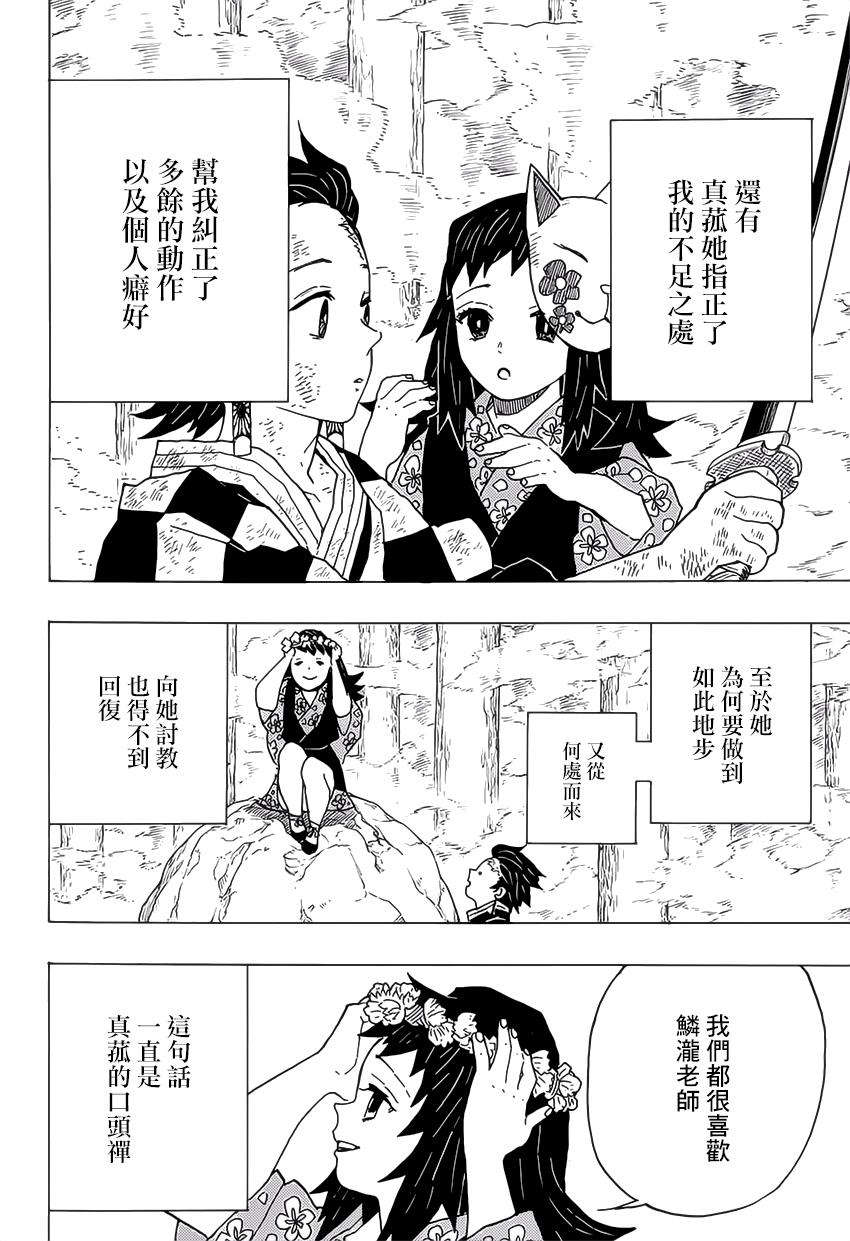 還有
真菰她指正了
我的不足之處
幫我糾正了
多餘的動作
以及個人癖好
至於她
為何要做到
如此地步
又從
何處而來
向她討教
也得不到
回復
我們都很喜歡
鱗瀧老師
這句話
一直是
真菰的口頭禪